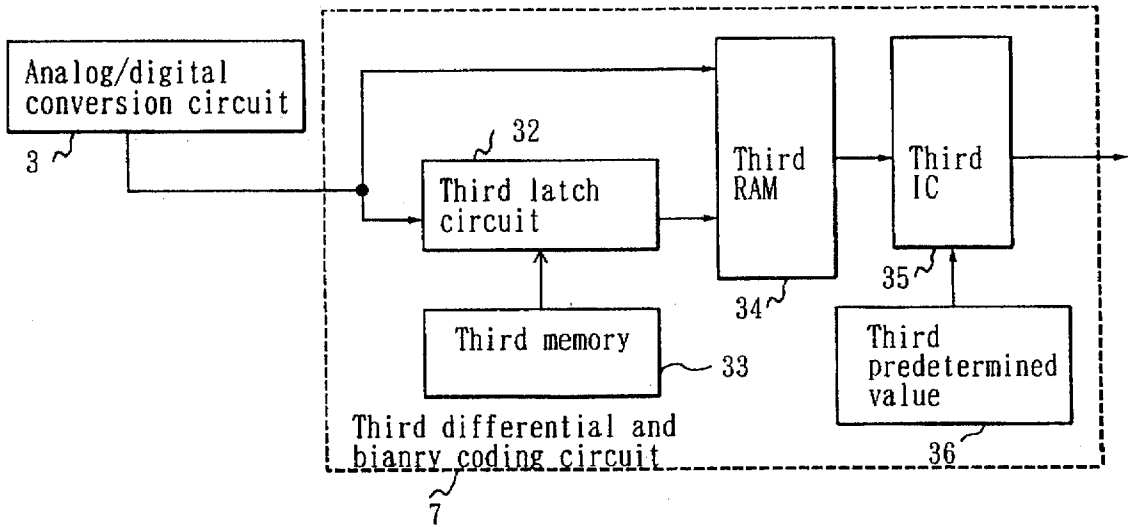 Analog/digital
conversion circuit
3
32
Third latch
circuit
Third memory
33
Third
RAM
34
Third
IC
35
Third
predetermined
value
36
Third differential and
bianry coding circuit
7